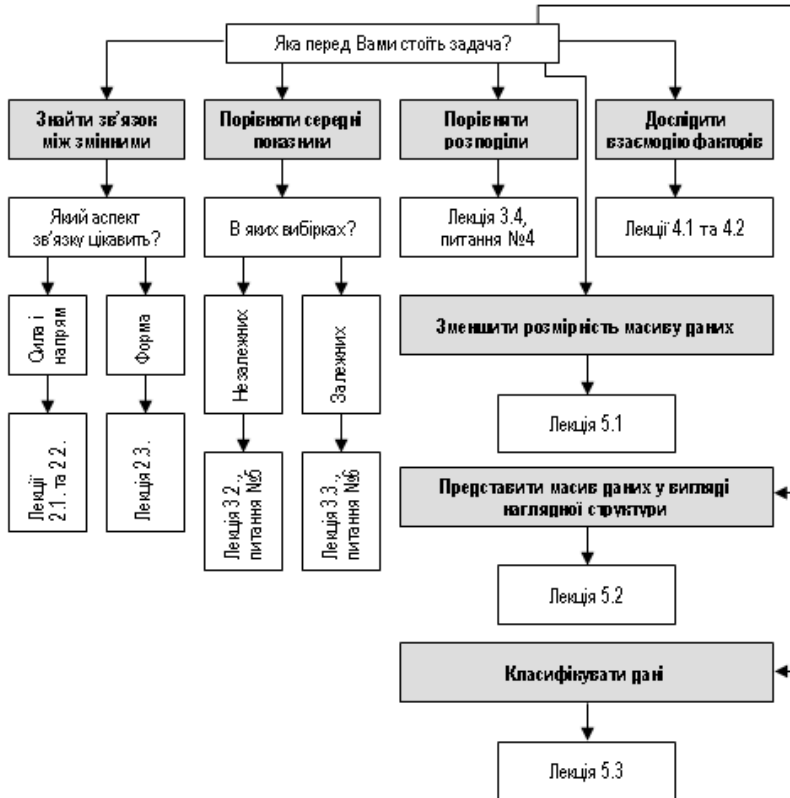 Яка перед Вами стоїть задача?
Знайти зв'язок
між змінними
Порівняти середні
показники
Порівняти
розподіли
Дослідити
взаємодію факторів
Який аспект
зв'язку цікавить?
В яких вибірках?
Лекція 3.4,
питання №4
Лекції 4.1 та 4.2
Сила і
напрям
Форма
Незалежних
Залежних
Зменшити розмірність масиву даних
Лекція 5.1
Лекції
2.1. та 2.2.
Лекція 2.3.
Лекція 3.2.,
питання №5
Лекція 3.3.,
питання №6
Представити масив даних у вигляді
наглядної структури
Лекція 5.2
Класифікувати дані
Лекція 5.3